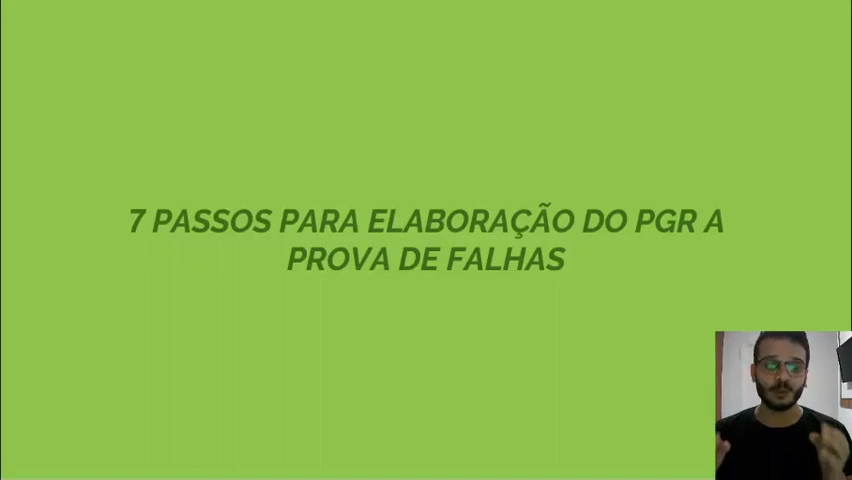 7 PASSOS PARA ELABORAÇÃO DO PGR A
PROVA DE FALHAS